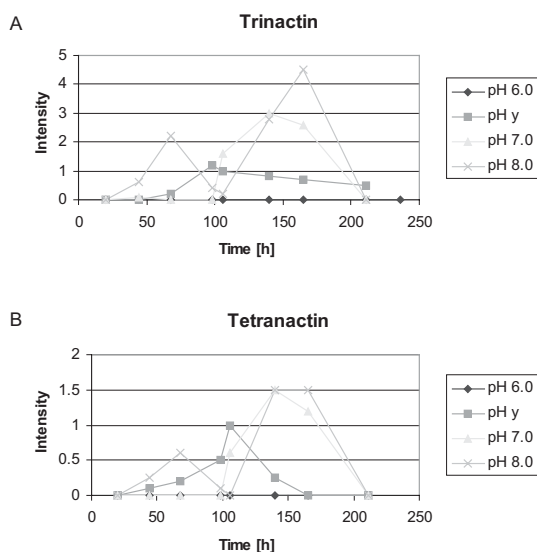 A
Trinactin
Intensity
5
4
3
2
1
0
0 50 100 150 200 250
Time [h]
pH 6.0
pH y
pH 7.0
pH 8.0
B
Tetranactin
Intensity
2
1.5
1
0.5
0
0 50 100 150 200 250
Time [h]
pH 6.0
pH y
pH 7.0
pH 8.0